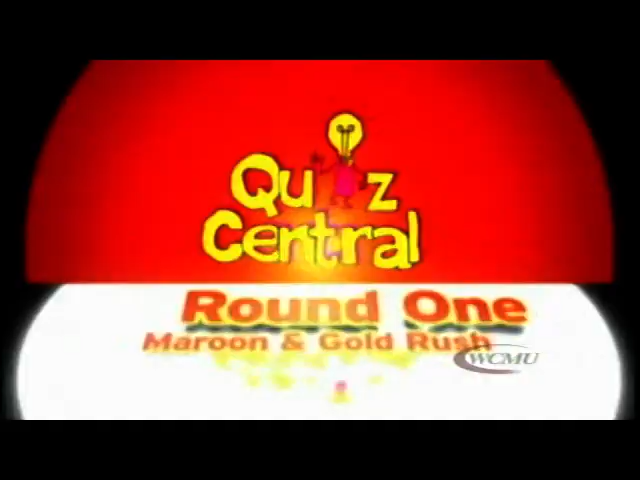 Quiz
Central
Round One
Maroon & Gold Rush
WCMU